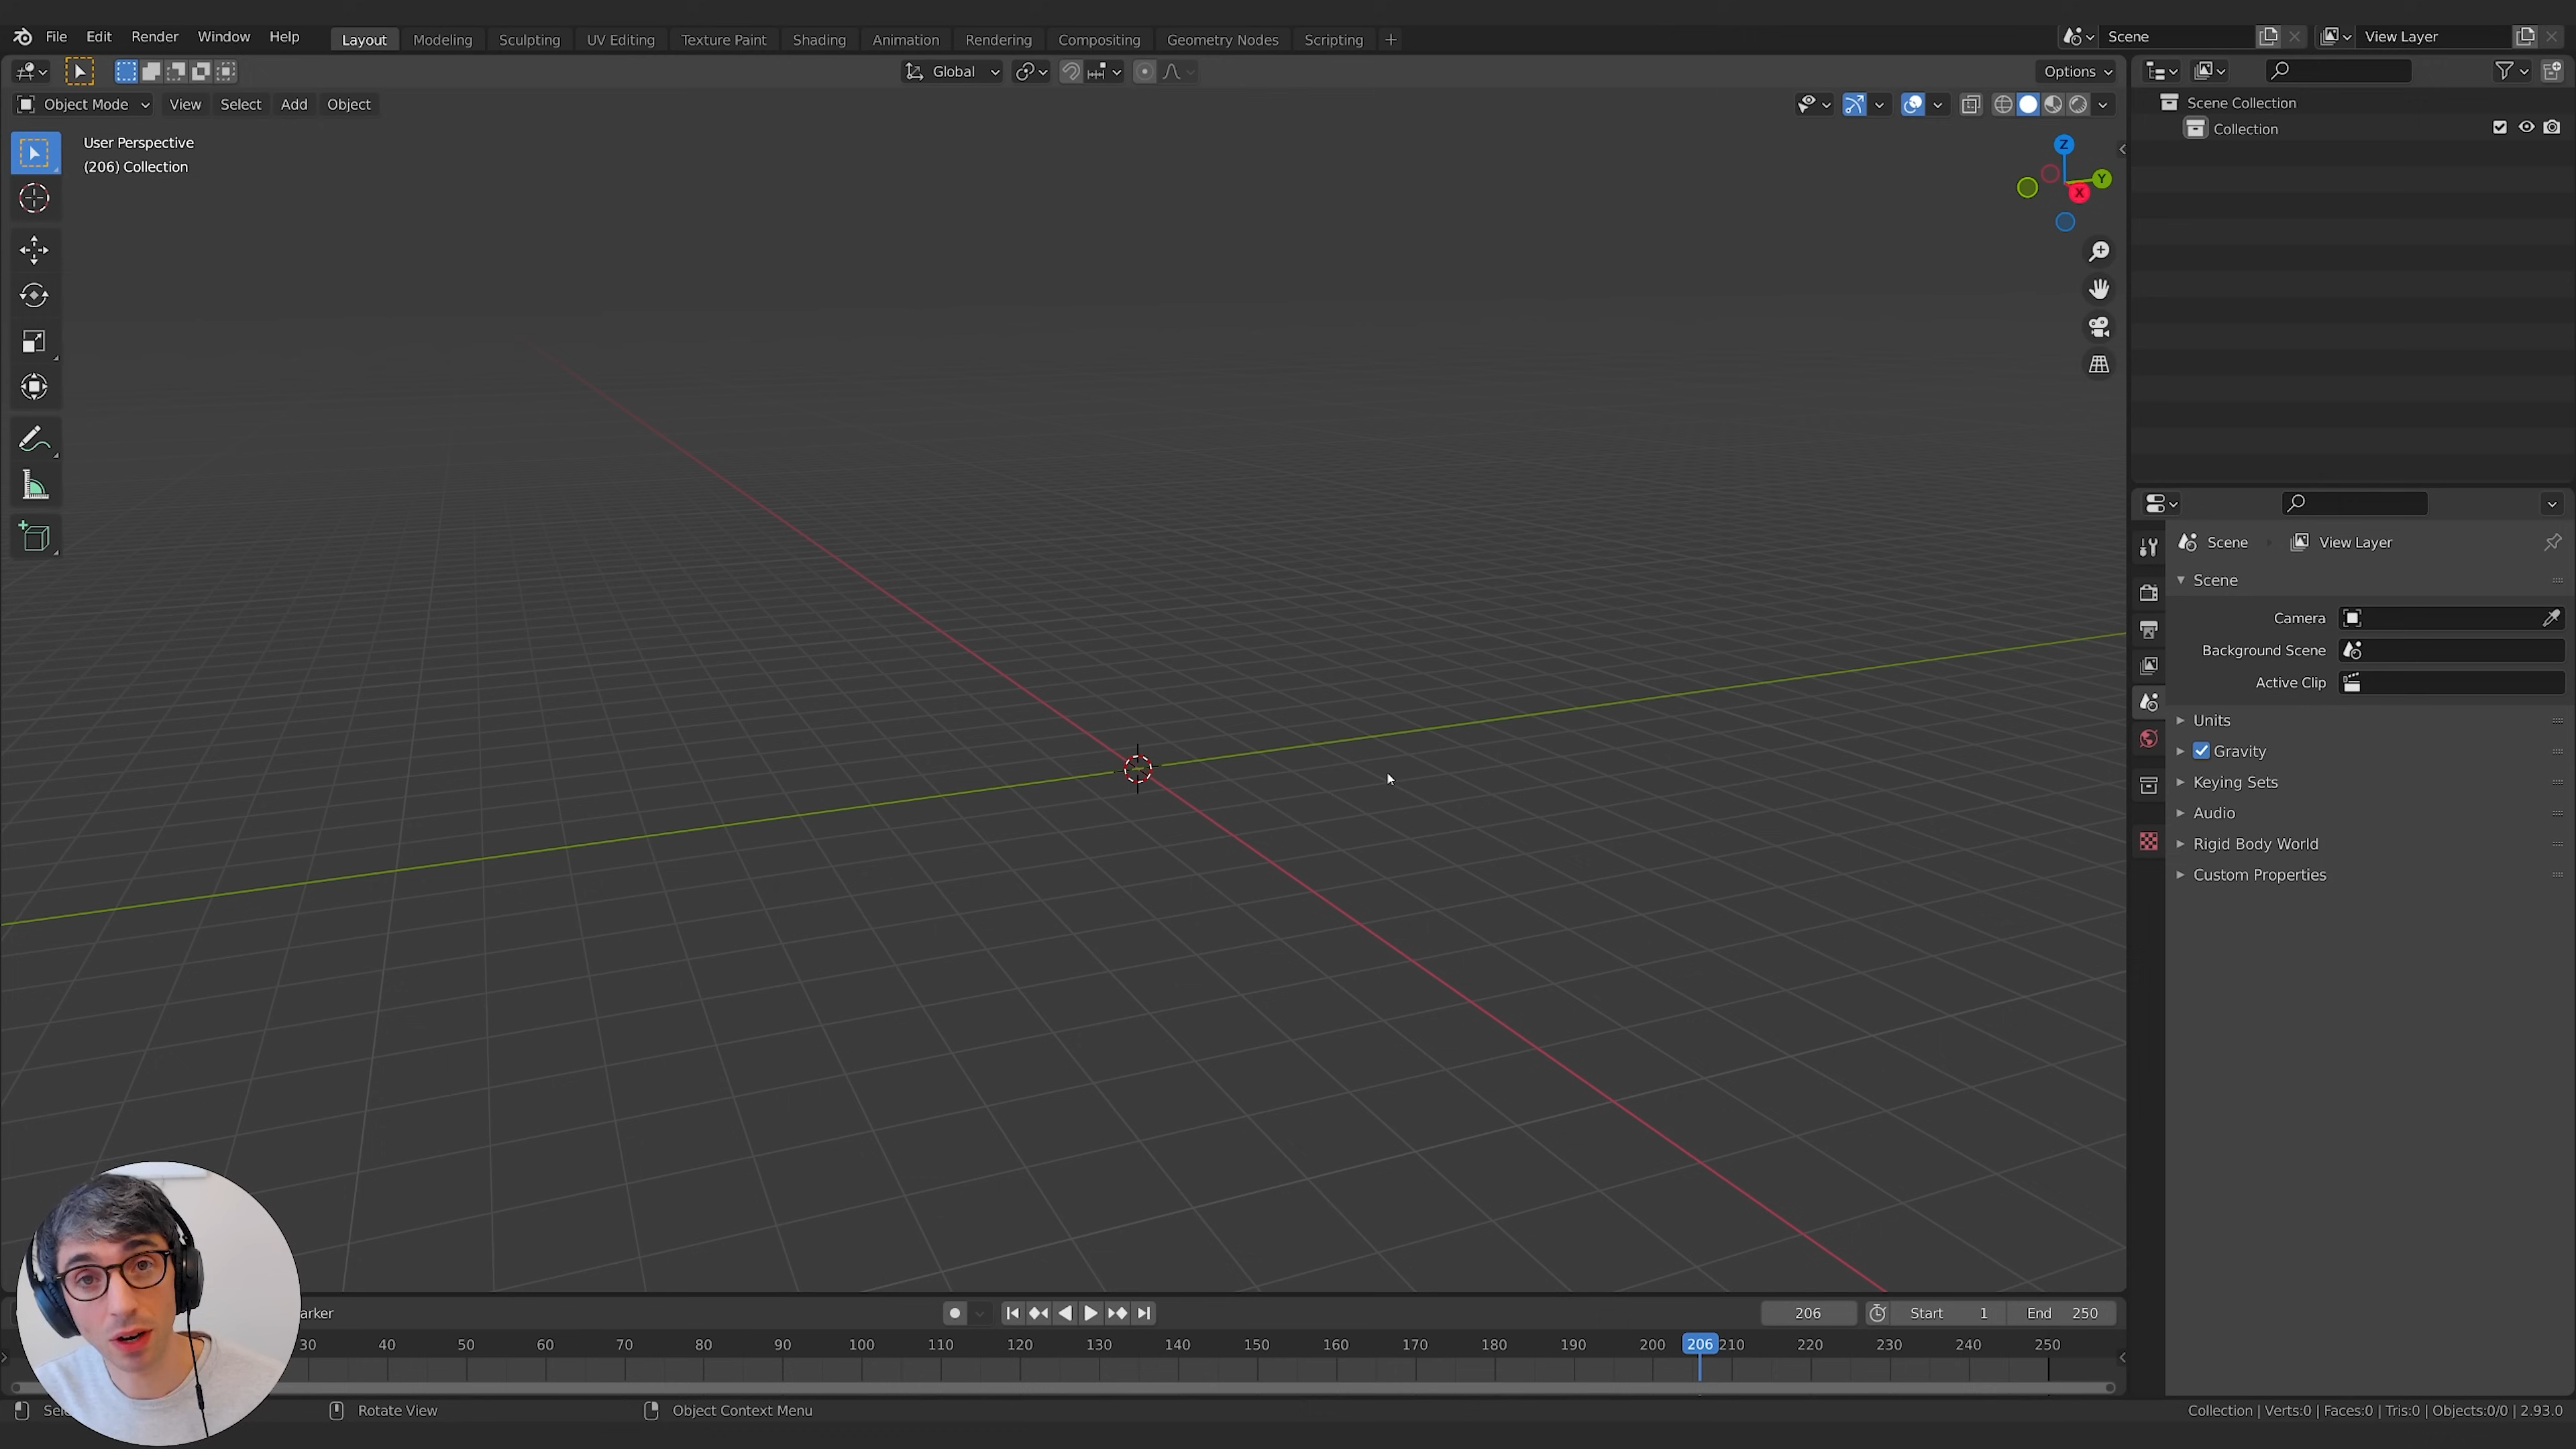 File Edit Render Window Help Layout Modeling Sculpting UV Editing Texture Paint Shading Animation Rendering Compositing Geometry Nodes Scripting + Scene View Layer
Global Options
Object Mode View Select Add Object
User Perspective
(206) Collection
Z
Y
X
Scene Collection
Collection
Scene View Layer
Scene
Camera
Background Scene
Active Clip
Units
Gravity
Keying Sets
Audio
Rigid Body World
Custom Properties
arker 206 Start 1 End 250
30 40 50 60 70 80 90 100 110 120 130 140 150 160 170 180 190 200 206 210 220 230 240 250
Rotate View Object Context Menu Collection | Verts:0 | Faces:0 | Tris:0 | Objects:0/0 | 2.93.0